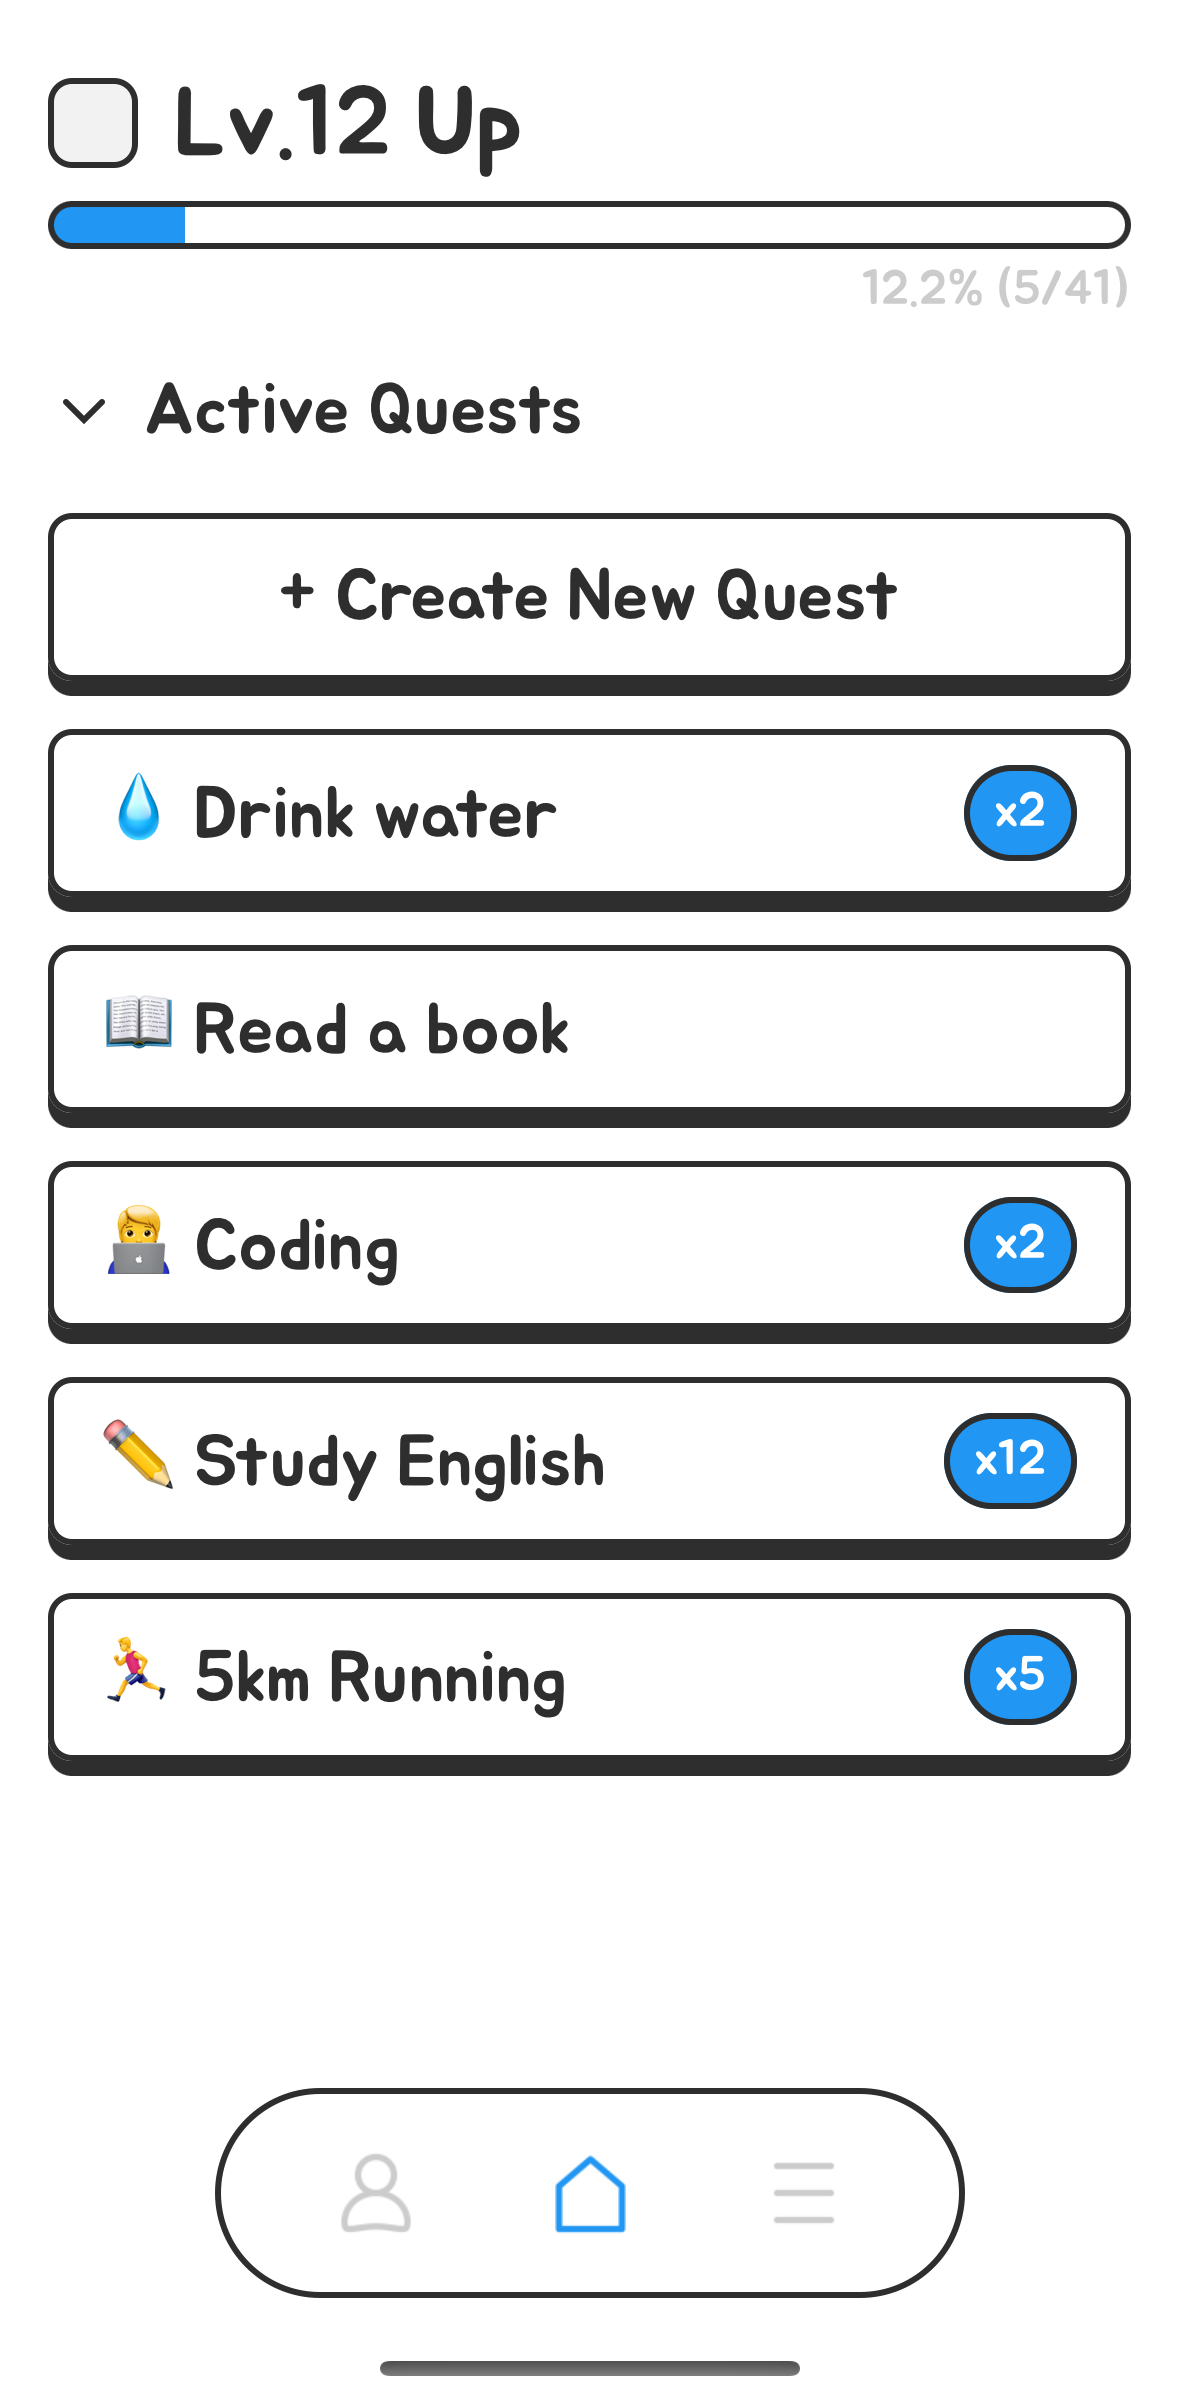 Lv.12 Up
12.2% (5/41)
Active Quests
+ Create New Quest
Drink water x2
Read a book
Coding x2
Study English x12
5km Running x5